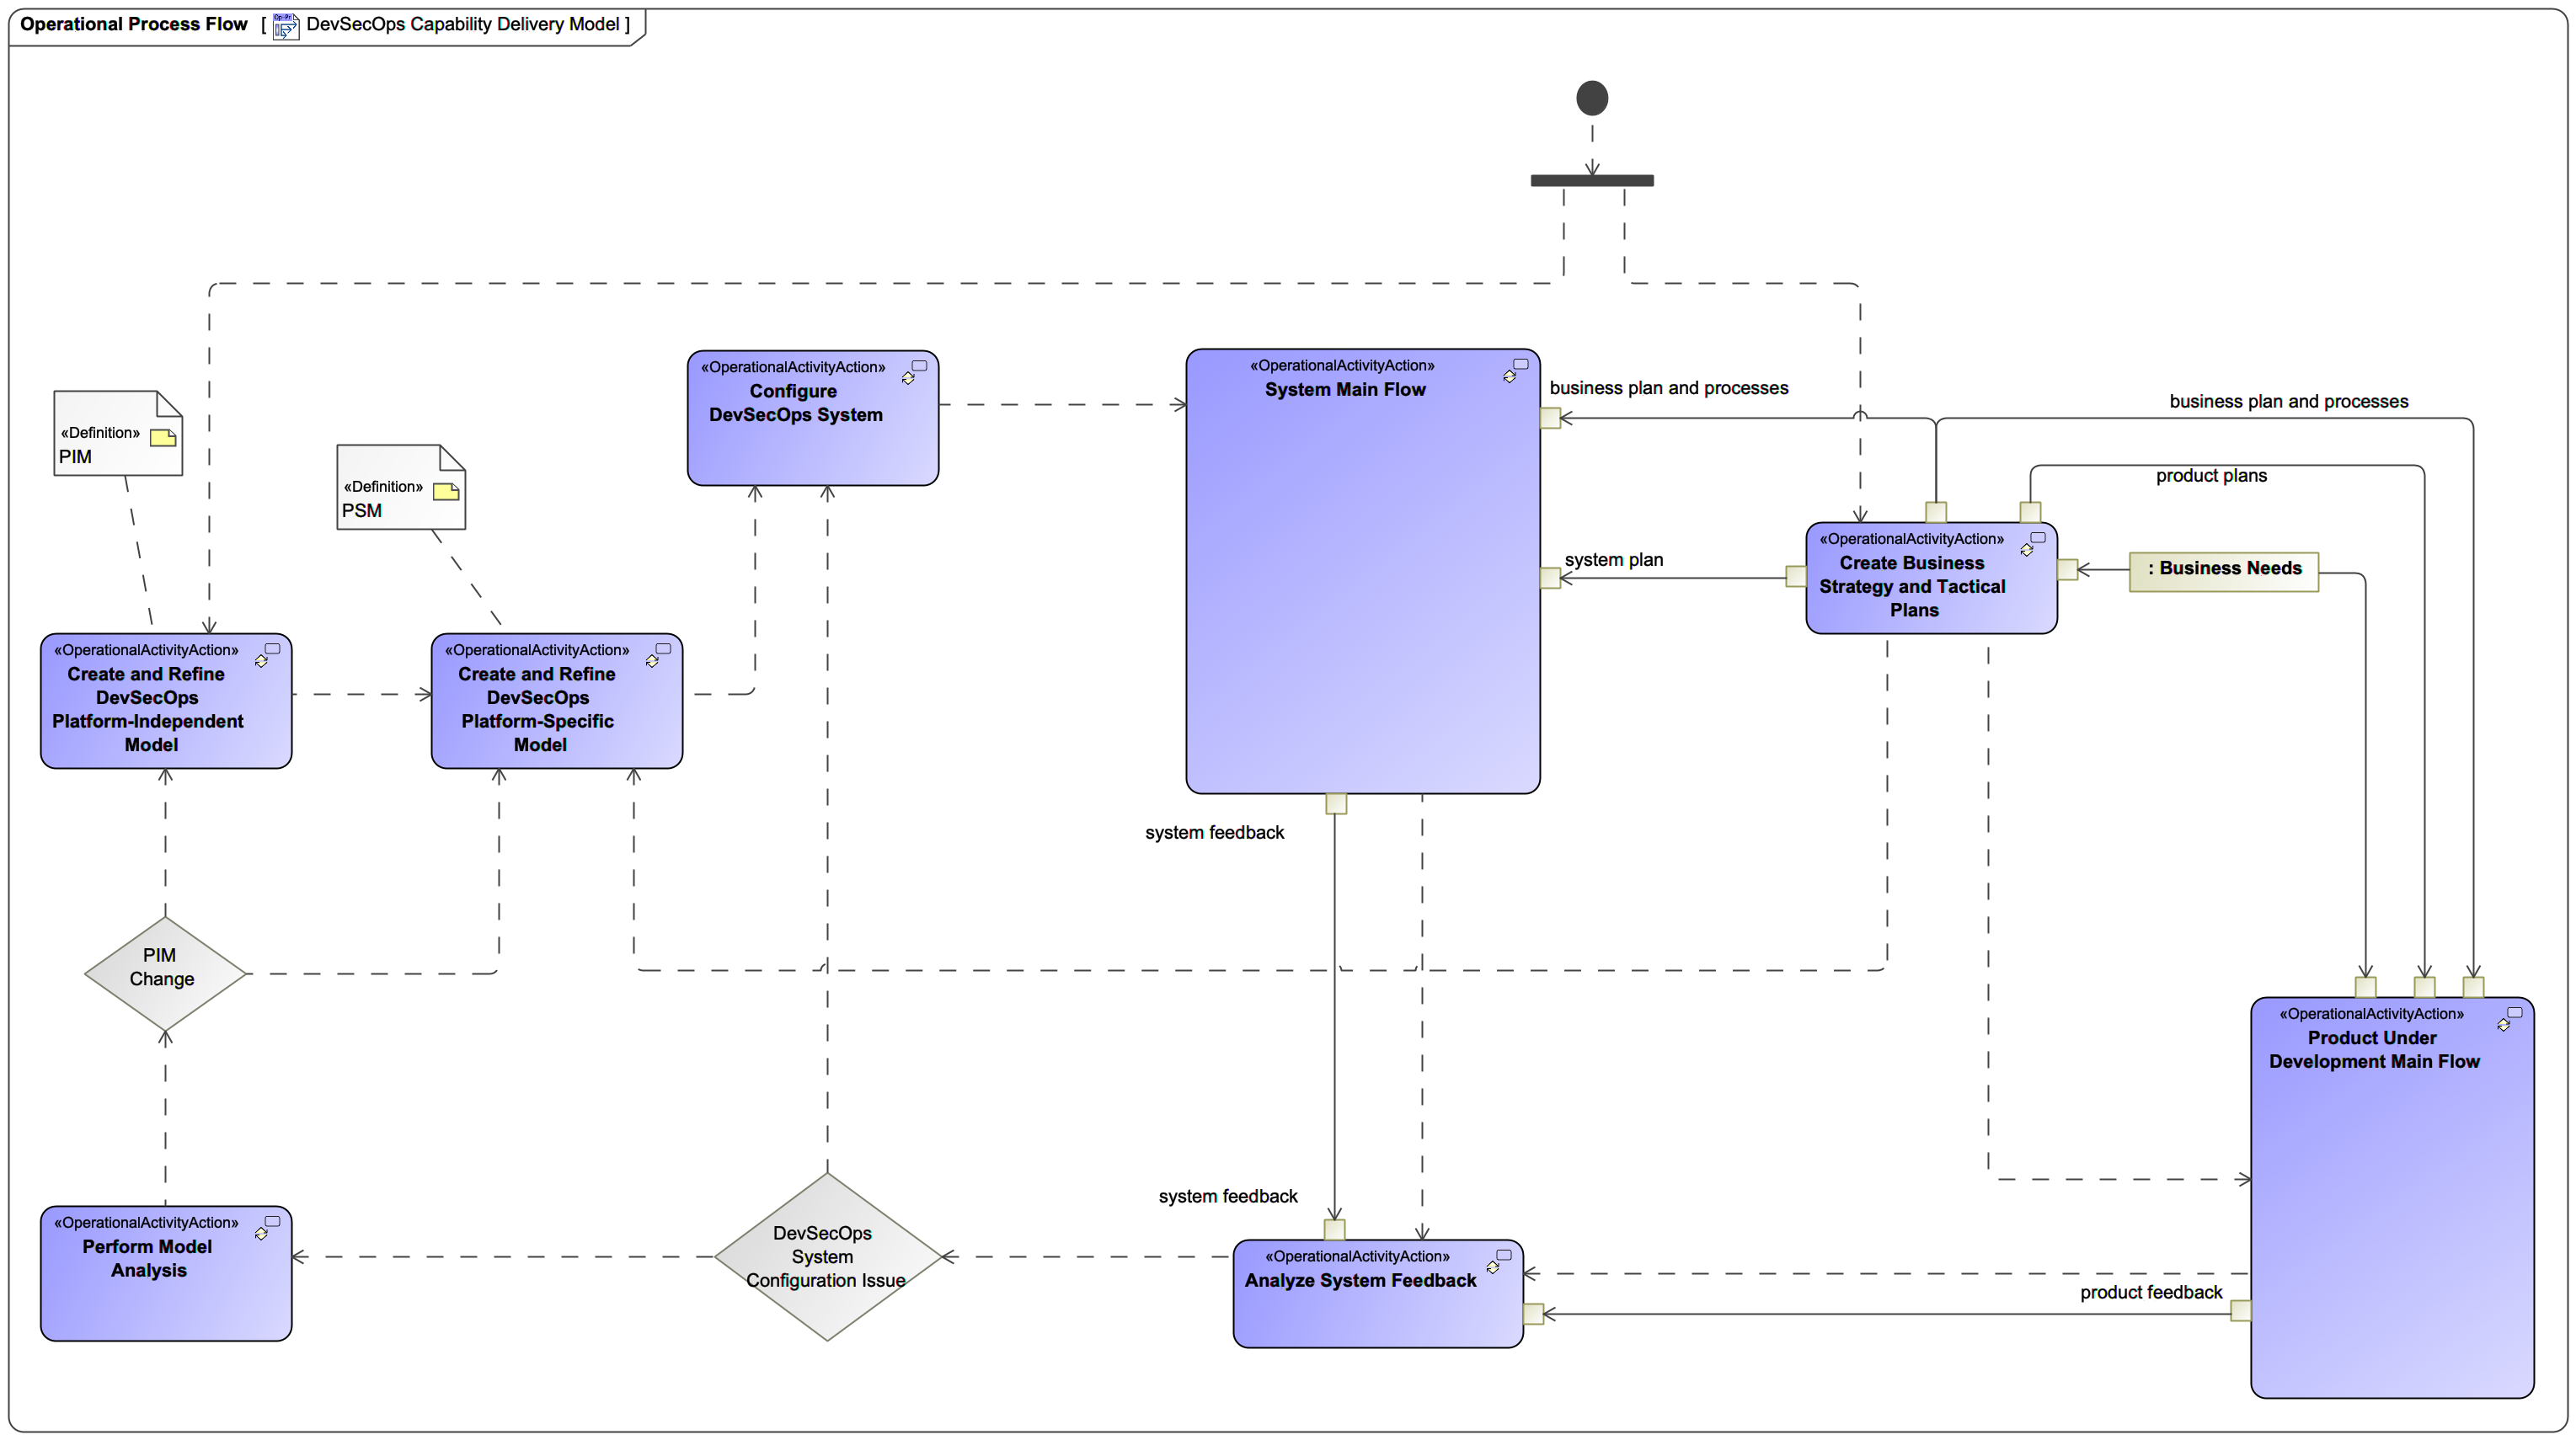 Operational Process Flow [ DevSecOps Capability Delivery Model ]
«OperationalActivityAction»
Configure
DevSecOps System
«OperationalActivityAction»
System Main Flow
business plan and processes
business plan and processes
product plans
«Definition»
PIM
«Definition»
PSM
system plan
«OperationalActivityAction»
Create Business
Strategy and Tactical
Plans
: Business Needs
«OperationalActivityAction»
Create and Refine
DevSecOps
Platform-Independent
Model
«OperationalActivityAction»
Create and Refine
DevSecOps
Platform-Specific
Model
system feedback
PIM
Change
«OperationalActivityAction»
Product Under
Development Main Flow
system feedback
«OperationalActivityAction»
Perform Model
Analysis
DevSecOps
System
Configuration Issue
«OperationalActivityAction»
Analyze System Feedback
product feedback